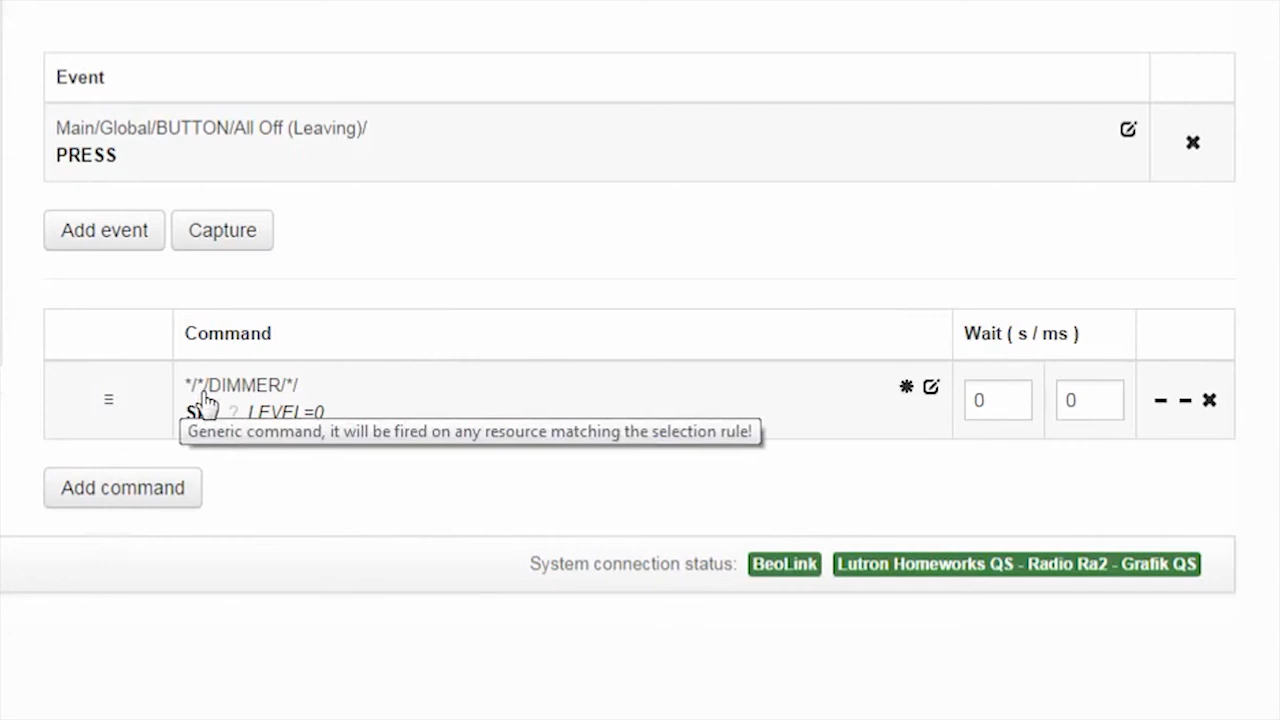 Event
Main/Global/BUTTON/All Off (Leaving)/
PRESS
Add event
Capture
Command
Wait ( s / ms )
*/*/DIMMER/*/
? LEVEL=0
0
0
Generic command, it will be fired on any resource matching the selection rule!
Add command
System connection status: BeoLink Lutron Homeworks QS - Radio Ra2 - Grafik QS